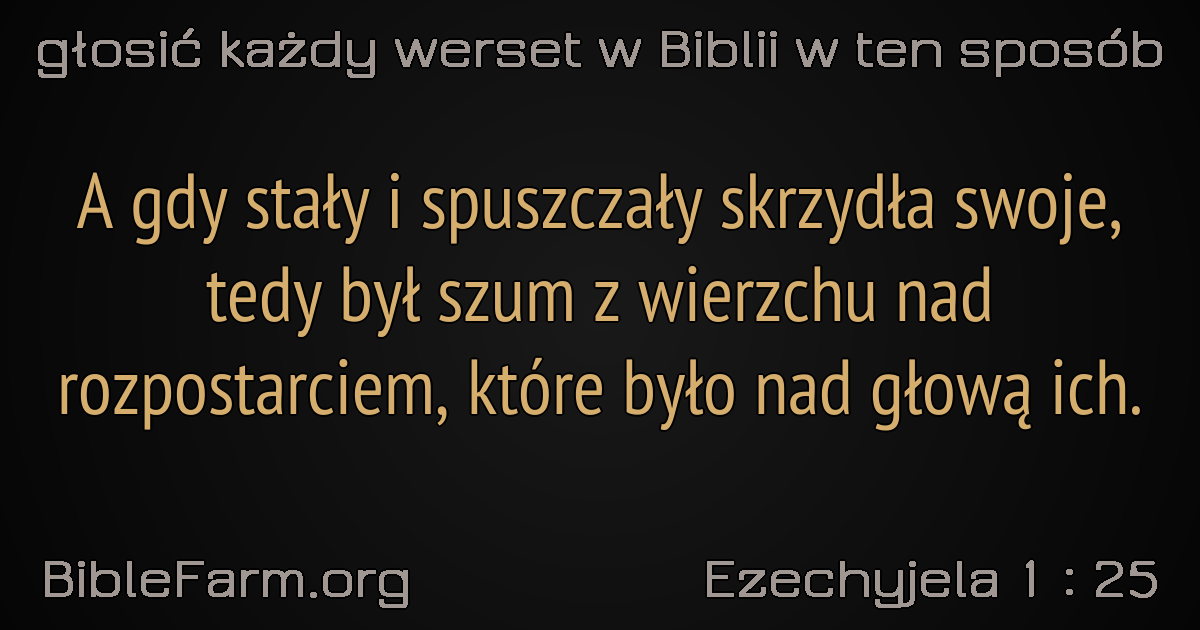 głosić każdy werset w Biblii w ten sposób
A gdy stały i spuszczały skrzydła swoje,
tedy był szum z wierzchu nad
rozpostarciem, które było nad głową ich.
BibleFarm.org
Ezechyjela 1 : 25